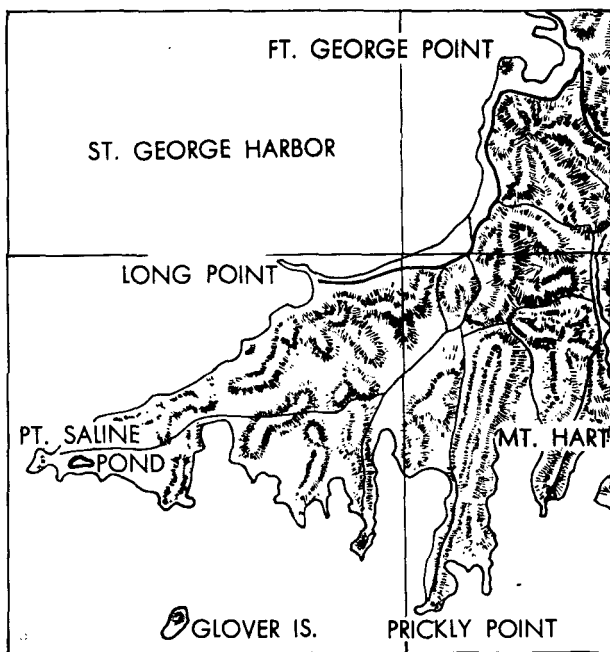 FT. GEORGE POINT
ST. GEORGE HARBOR
LONG POINT
PT. SALINE
MT. HART
POND
GLOVER IS.
PRICKLY POINT